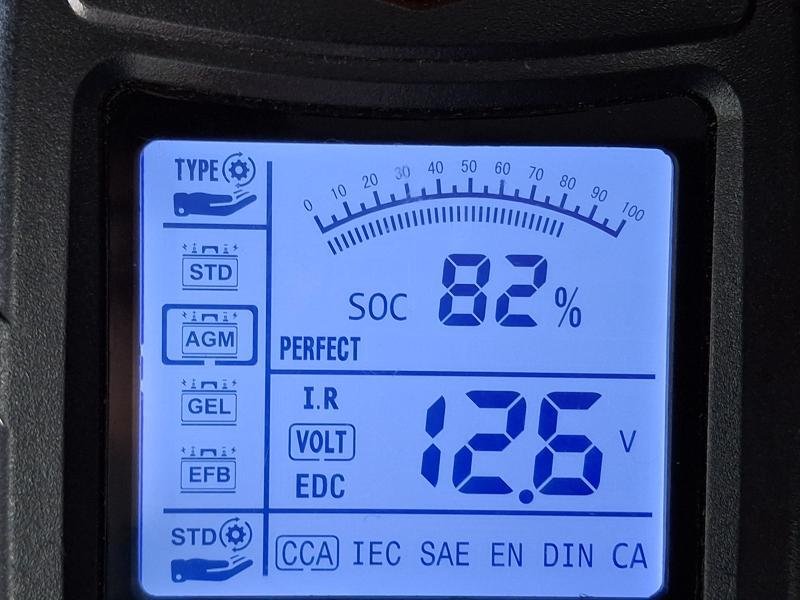 TYPE
0 10 20 30 40 50 60 70 80 90 100
STD
SOC 82%
AGM
PERFECT
GEL
I.R
VOLT 12.6 V
EFB
EDC
STD
CCA IEC SAE EN DIN CA